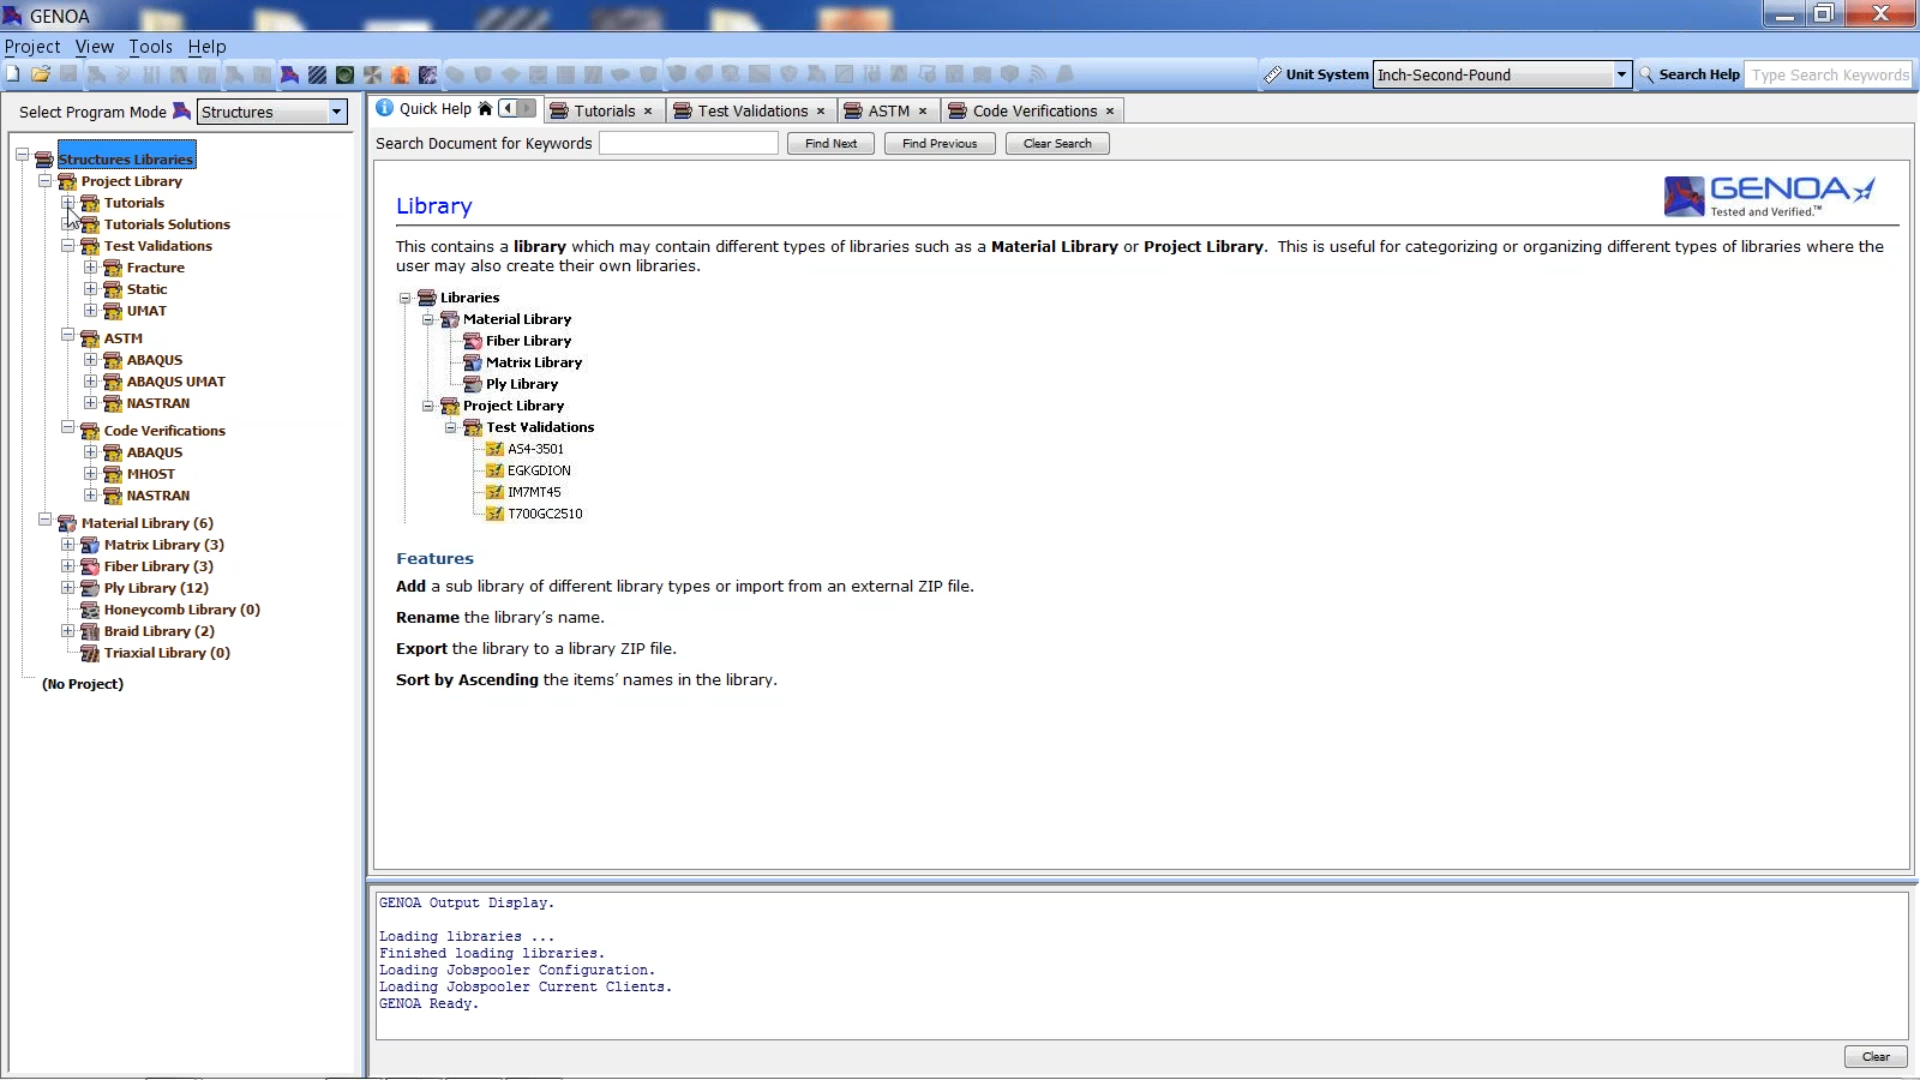 GENOA
Project View Tools Help
Unit System Inch-Second-Pound Search Help Type Search Keywords
Select Program Mode Structures
Structures Libraries
Project Library
Tutorials
Tutorials Solutions
Test Validations
Fracture
Static
UMAT
ASTM
ABAQUS
ABAQUS UMAT
NASTRAN
Code Verifications
ABAQUS
MHOST
NASTRAN
Material Library (6)
Matrix Library (3)
Fiber Library (3)
Ply Library (12)
Honeycomb Library (0)
Braid Library (2)
Triaxial Library (0)
(No Project)
Quick Help Tutorials Test Validations ASTM Code Verifications
Search Document for Keywords Find Next Find Previous Clear Search
GENOA
Tested and Verified.™
Library
This contains a library which may contain different types of libraries such as a Material Library or Project Library. This is useful for categorizing or organizing different types of libraries where the
user may also create their own libraries.
Libraries
Material Library
Fiber Library
Matrix Library
Ply Library
Project Library
Test Validations
AS4-3501
EGKGDION
IM7MT45
T700GC2510
Features
Add a sub library of different library types or import from an external ZIP file.
Rename the library's name.
Export the library to a library ZIP file.
Sort by Ascending the items' names in the library.
GENOA Output Display.
Loading libraries ...
Finished loading libraries.
Loading Jobspooler Configuration.
Loading Jobspooler Current Clients.
GENOA Ready.
Clear